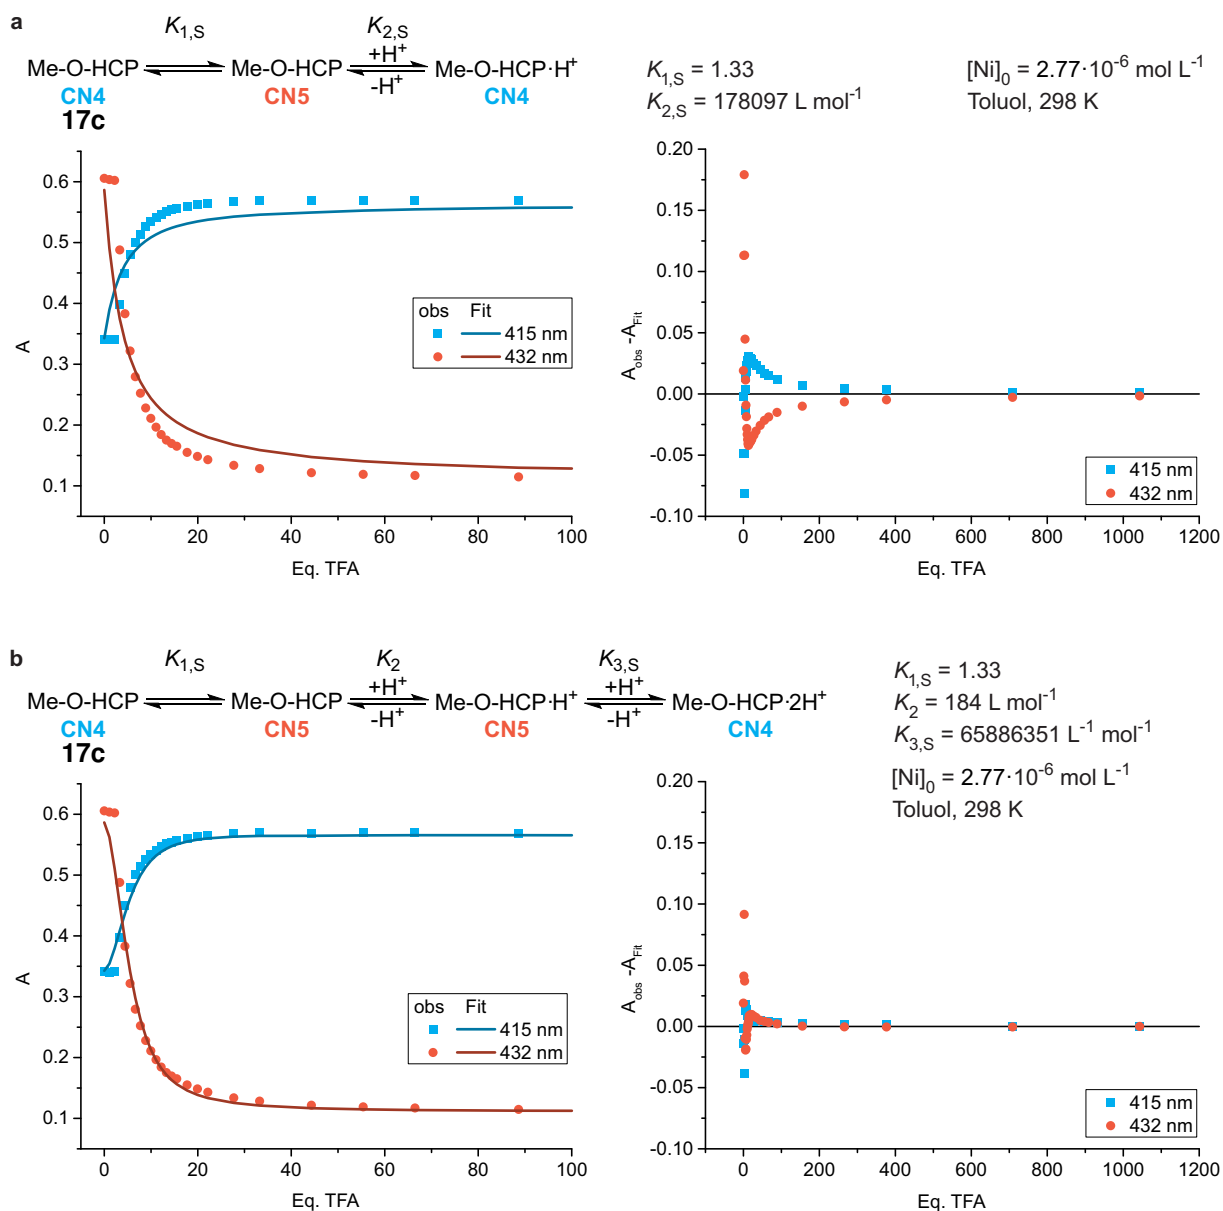 a
K1,S K2,S
+H+
Me-O-HCP Me-O-HCP Me-O-HCP·H+
-H+
CN4 CN5 CN4
17c
K1,S = 1.33
K2,S = 178097 L mol-1
[Ni]0 = 2.77·10-6 mol L-1
Toluol, 298 K
A
0.6
0.5
0.4
0.3
0.2
0.1
obs Fit
415 nm
432 nm
0 20 40 60 80 100
Eq. TFA
Aobs -AFit
0.20
0.15
0.10
0.05
0.00
-0.05
-0.10
415 nm
432 nm
0 200 400 600 800 1000 1200
Eq. TFA
b
K1,S K2 K3,S
+H+ +H+
Me-O-HCP Me-O-HCP Me-O-HCP·H+ Me-O-HCP·2H+
-H+ -H+
CN4 CN5 CN5 CN4
17c
K1,S = 1.33
K2 = 184 L mol-1
K3,S = 65886351 L-1 mol-1
[Ni]0 = 2.77·10-6 mol L-1
Toluol, 298 K
A
0.6
0.5
0.4
0.3
0.2
0.1
obs Fit
415 nm
432 nm
0 20 40 60 80 100
Eq. TFA
Aobs -AFit
0.20
0.15
0.10
0.05
0.00
-0.05
-0.10
415 nm
432 nm
0 200 400 600 800 1000 1200
Eq. TFA